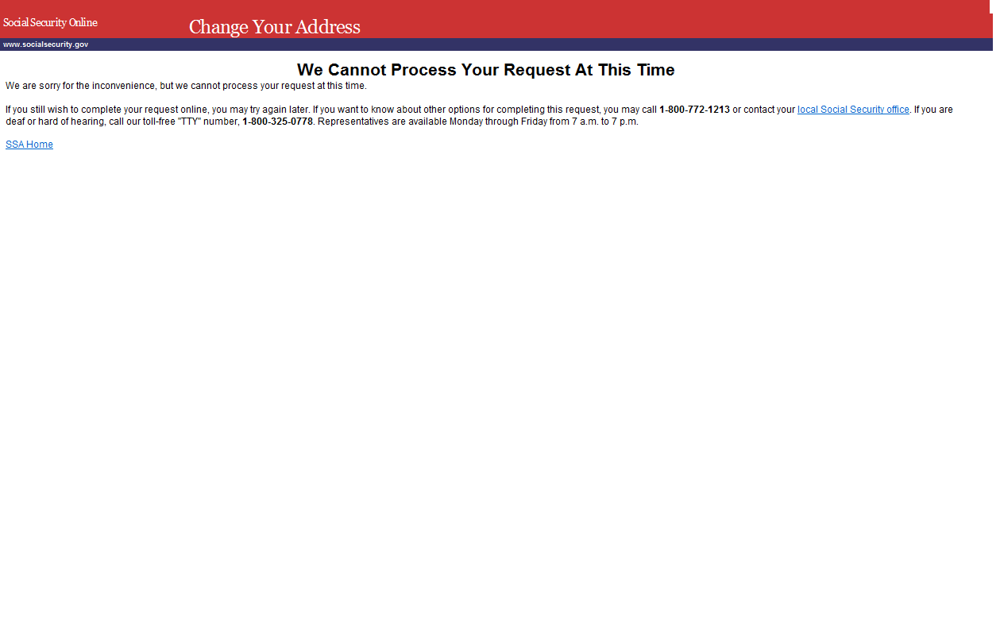 Social Security Online
Change Your Address
www.socialsecurity.gov
We Cannot Process Your Request At This Time
We are sorry for the inconvenience, but we cannot process your request at this time.
If you still wish to complete your request online, you may try again later. If you want to know about other options for completing this request, you may call 1-800-772-1213 or contact your local Social Security office. If you are
deaf or hard of hearing, call our toll-free "TTY" number, 1-800-325-0778. Representatives are available Monday through Friday from 7 a.m. to 7 p.m.
SSA Home